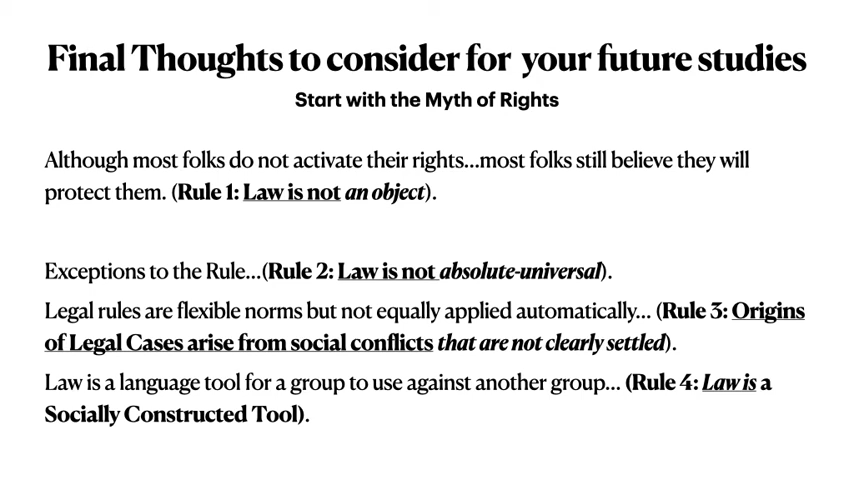 Final Thoughts to consider for your future studies
Start with the Myth of Rights
Although most folks do not activate their rights...most folks still believe they will
protect them. (Rule 1: Law is not an object).
Exceptions to the Rule...(Rule 2: Law is not absolute-universal).
Legal rules are flexible norms but not equally applied automatically... (Rule 3: Origins
of Legal Cases arise from social conflicts that are not clearly settled).
Law is a language tool for a group to use against another group... (Rule 4: Law is a
Socially Constructed Tool).